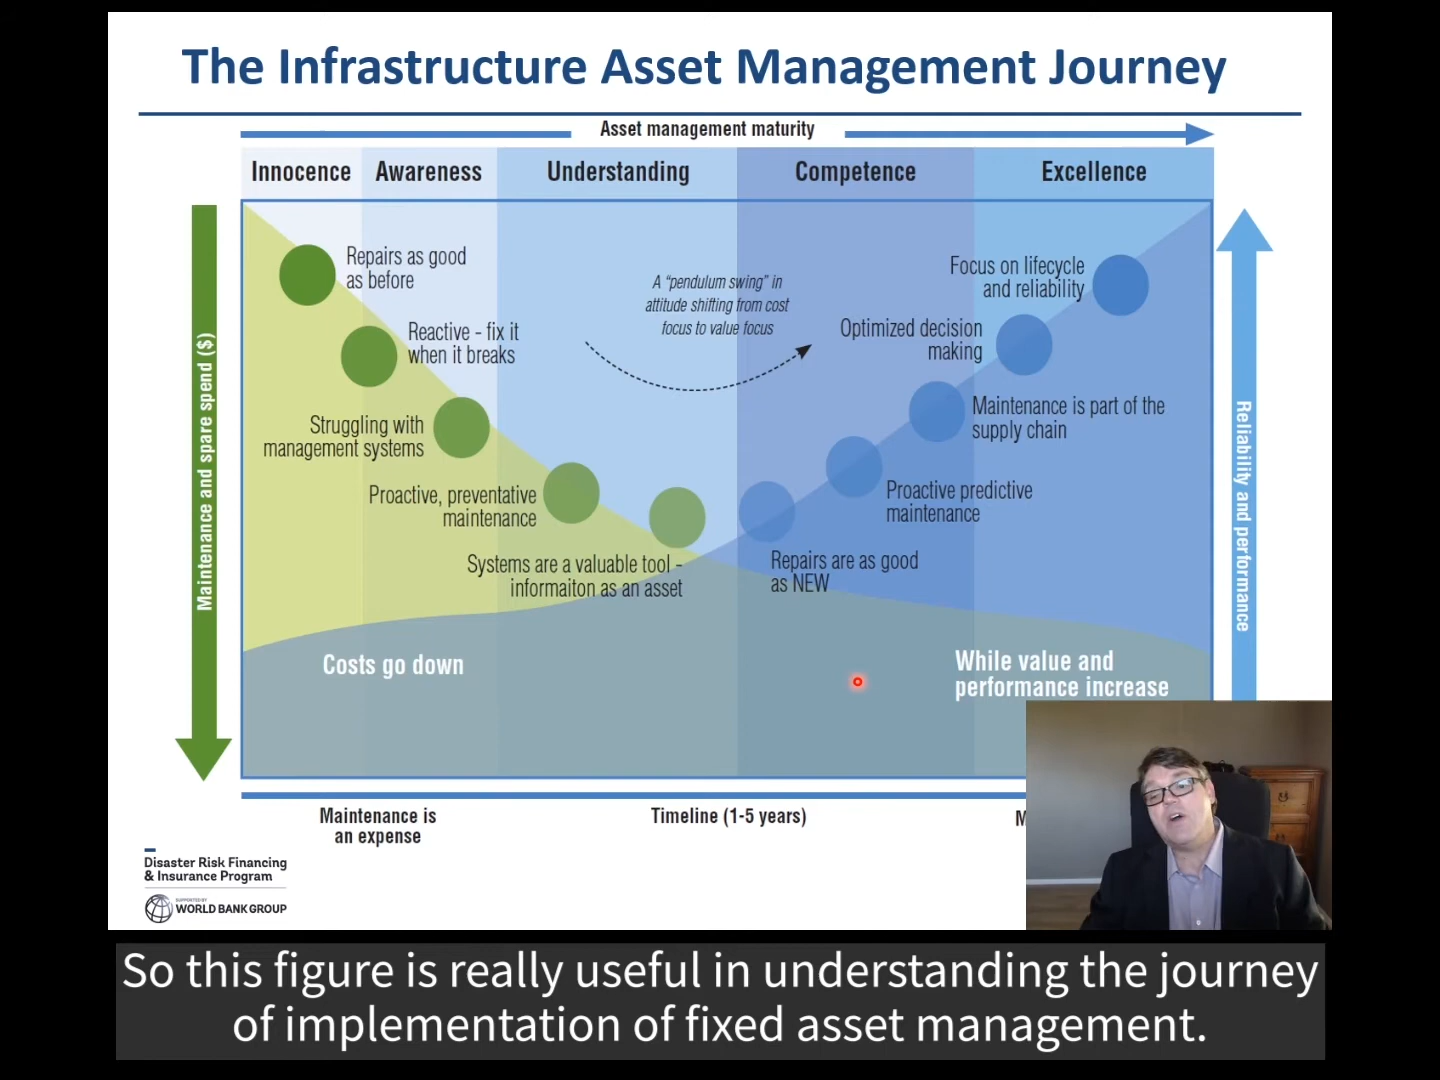 The Infrastructure Asset Management Journey
Asset management maturity
Innocence
Awareness
Understanding
Competence
Excellence
Maintenance and spare spend ($)
Repairs as good
as before
Reactive - fix it
when it breaks
Struggling with
management systems
Proactive, preventative
maintenance
Systems are a valuable tool -
informaiton as an asset
A “pendulum swing” in
attitude shifting from cost
focus to value focus
Focus on lifecycle
and reliability
Optimized decision
making
Maintenance is part of the
supply chain
Proactive predictive
maintenance
Repairs are as good
as NEW
Reliability and performance
Costs go down
While value and
performance increase
Maintenance is
an expense
Timeline (1-5 years)
M
Disaster Risk Financing
& Insurance Program
SUPPORTED BY
WORLD BANK GROUP
So this figure is really useful in understanding the journey
of implementation of fixed asset management.